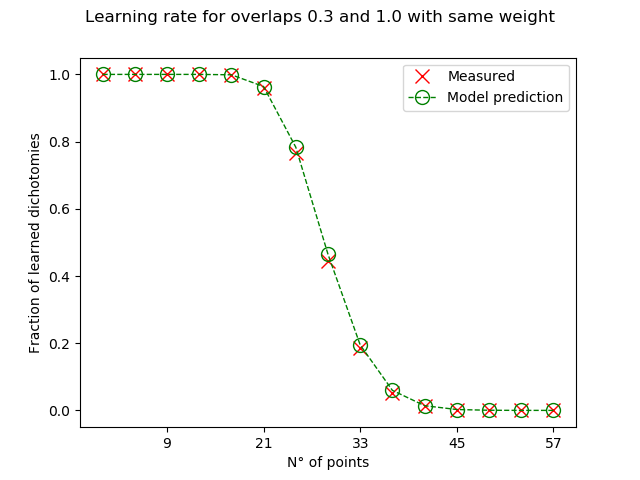 Learning rate for overlaps 0.3 and 1.0 with same weight
Measured
Model prediction
Fraction of learned dichotomies
1.0
0.8
0.6
0.4
0.2
0.0
9 21 33 45 57
N° of points